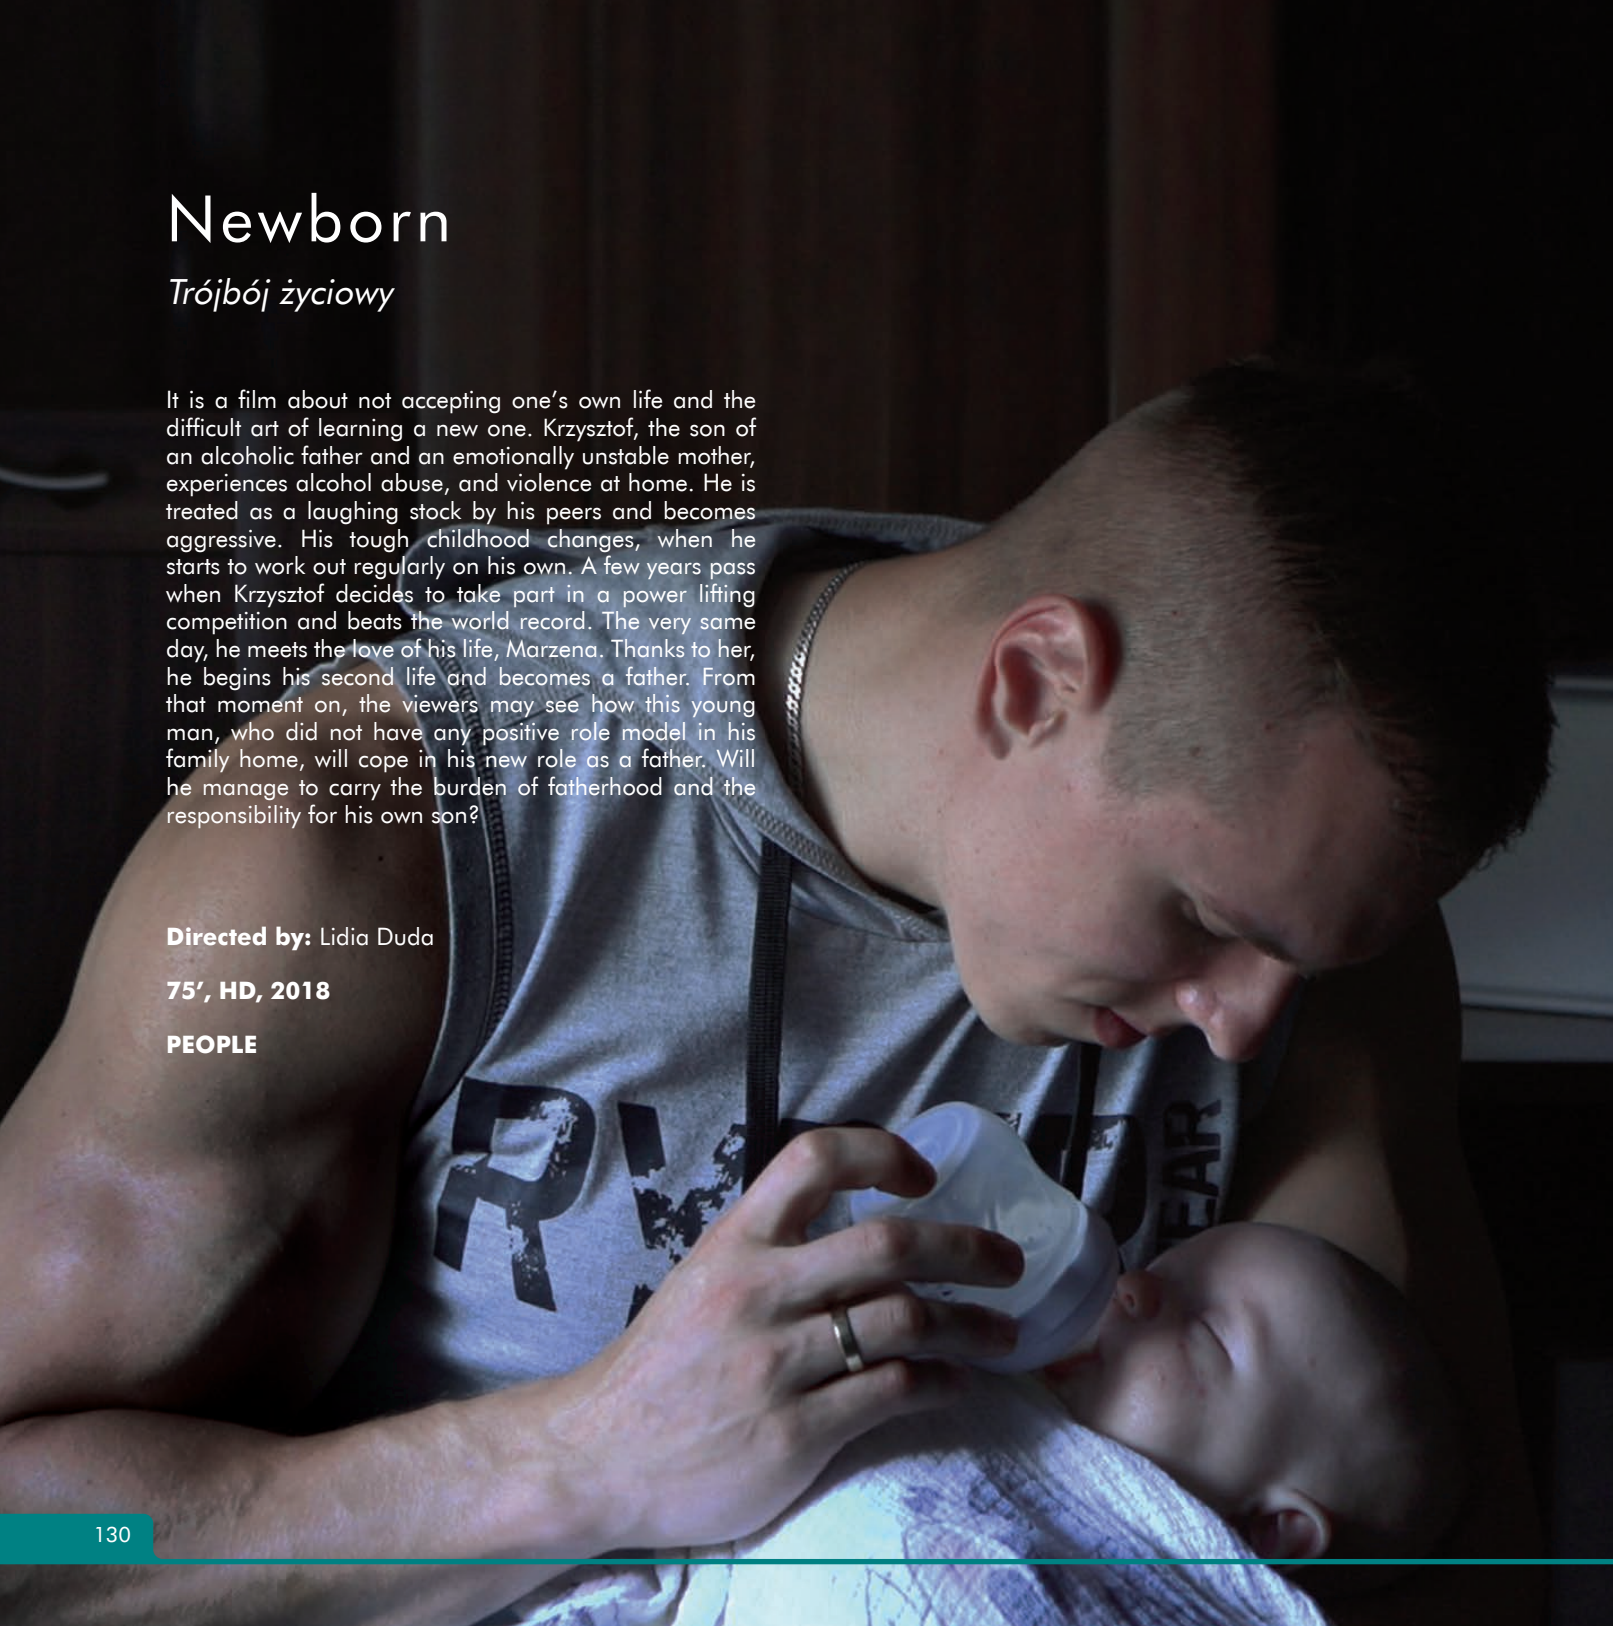 Newborn
Trójbój życiowy
It is a film about not accepting one’s own life and the
difficult art of learning a new one. Krzysztof, the son of
an alcoholic father and an emotionally unstable mother,
experiences alcohol abuse, and violence at home. He is
treated as a laughing stock by his peers and becomes
aggressive. His tough childhood changes, when he
starts to work out regularly on his own. A few years pass
when Krzysztof decides to take part in a power lifting
competition and beats the world record. The very same
day, he meets the love of his life, Marzena. Thanks to her,
he begins his second life and becomes a father. From
that moment on, the viewers may see how this young
man, who did not have any positive role model in his
family home, will cope in his new role as a father. Will
he manage to carry the burden of fatherhood and the
responsibility for his own son?
Directed by: Lidia Duda
75’, HD, 2018
PEOPLE
130